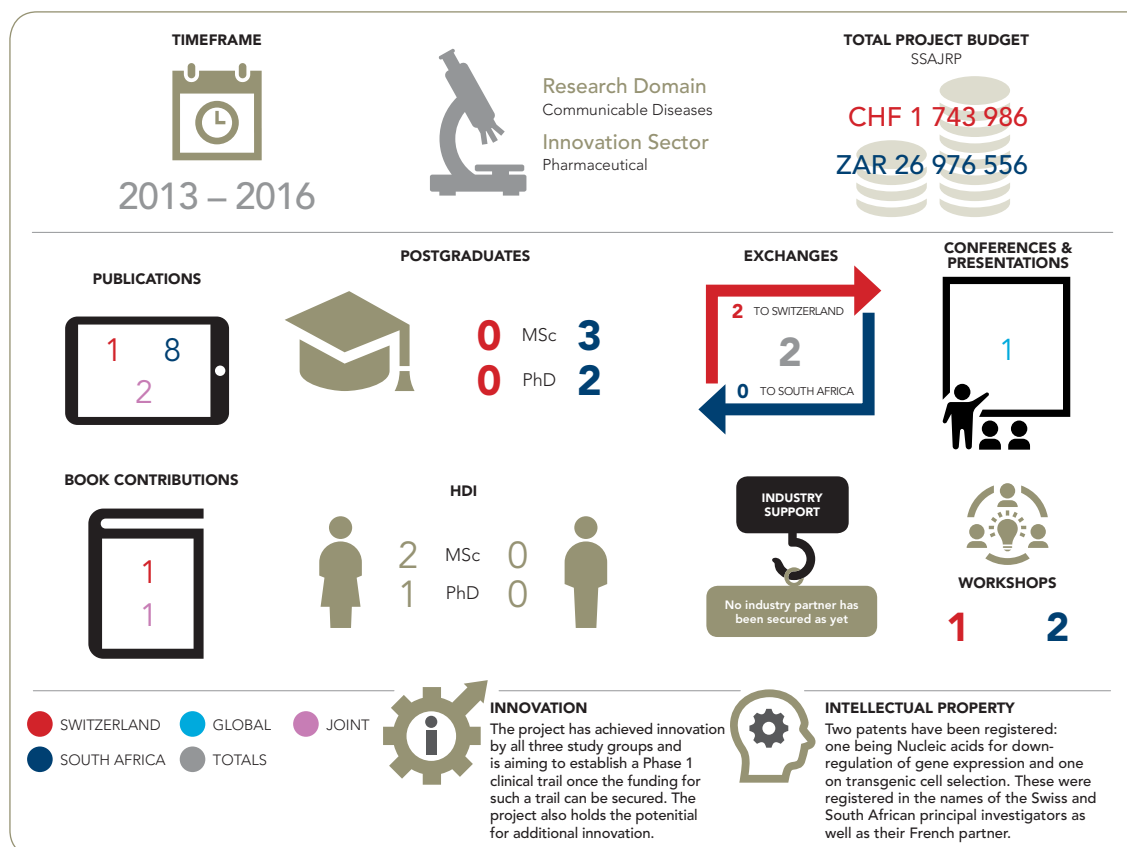 TIMEFRAME
2013 – 2016
Research Domain
Communicable Diseases
Innovation Sector
Pharmaceutical
TOTAL PROJECT BUDGET
SSAJRP
CHF 1 743 986
ZAR 26 976 556
PUBLICATIONS
1 8
2
POSTGRADUATES
0 MSc 3
0 PhD 2
EXCHANGES
2 TO SWITZERLAND
2
0 TO SOUTH AFRICA
CONFERENCES &
PRESENTATIONS
1
BOOK CONTRIBUTIONS
1
1
HDI
2 MSc 0
1 PhD 0
INDUSTRY
SUPPORT
No industry partner has
been secured as yet
WORKSHOPS
1 2
SWITZERLAND
GLOBAL
JOINT
SOUTH AFRICA
TOTALS
i
INNOVATION
The project has achieved innovation
by all three study groups and
is aiming to establish a Phase 1
clinical trail once the funding for
such a trail can be secured. The
project also holds the potential
for additional innovation.
INTELLECTUAL PROPERTY
Two patents have been registered:
one being Nucleic acids for down-
regulation of gene expression and one
on transgenic cell selection. These were
registered in the names of the Swiss and
South African principal investigators as
well as their French partner.